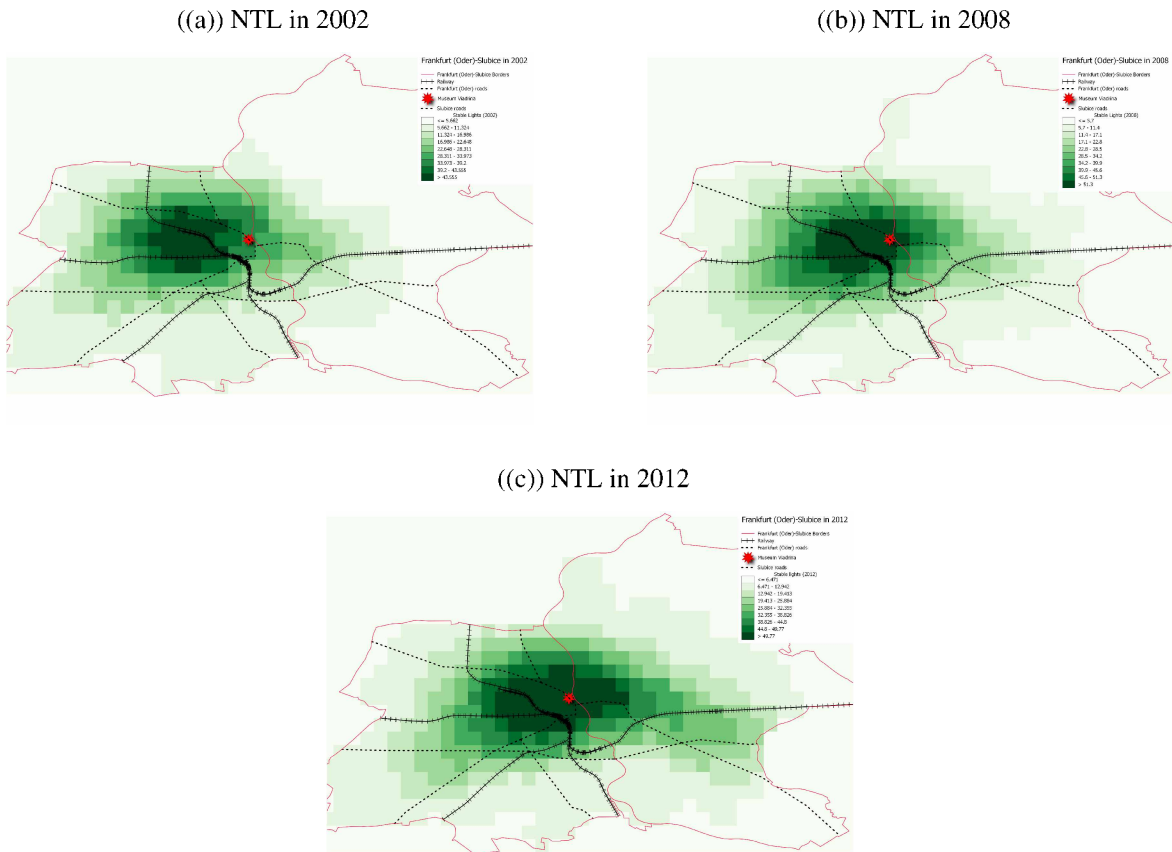 ((a)) NTL in 2002
Frankfurt (Oder)-Slubice in 2002
Frankfurt (Oder)-Slubice Borders
Railway
Frankfurt (Oder) roads
Museum Viadrina
Slubice roads
Stable Lights (2002)
<= 5.662
5.662 - 11.324
11.324 - 16.986
16.986 - 22.648
22.648 - 28.311
28.311 - 33.973
33.973 - 39.2
39.2 - 43.555
> 43.555
((b)) NTL in 2008
Frankfurt (Oder)-Slubice in 2008
Frankfurt (Oder)-Slubice Borders
Railway
Frankfurt (Oder) roads
Museum Viadrina
Slubice roads
Stable Lights (2008)
<= 5.7
5.7 - 11.4
11.4 - 17.1
17.1 - 22.8
22.8 - 28.5
28.5 - 34.2
34.2 - 39.9
39.9 - 45.6
45.6 - 51.3
> 51.3
((c)) NTL in 2012
Frankfurt (Oder)-Slubice in 2012
Frankfurt (Oder)-Slubice Borders
Railway
Frankfurt (Oder) roads
Museum Viadrina
Slubice roads
Stable lights (2012)
<= 6.471
6.471 - 12.942
12.942 - 19.413
19.413 - 25.884
25.884 - 32.355
32.355 - 38.826
38.826 - 44.8
44.8 - 49.77
> 49.77